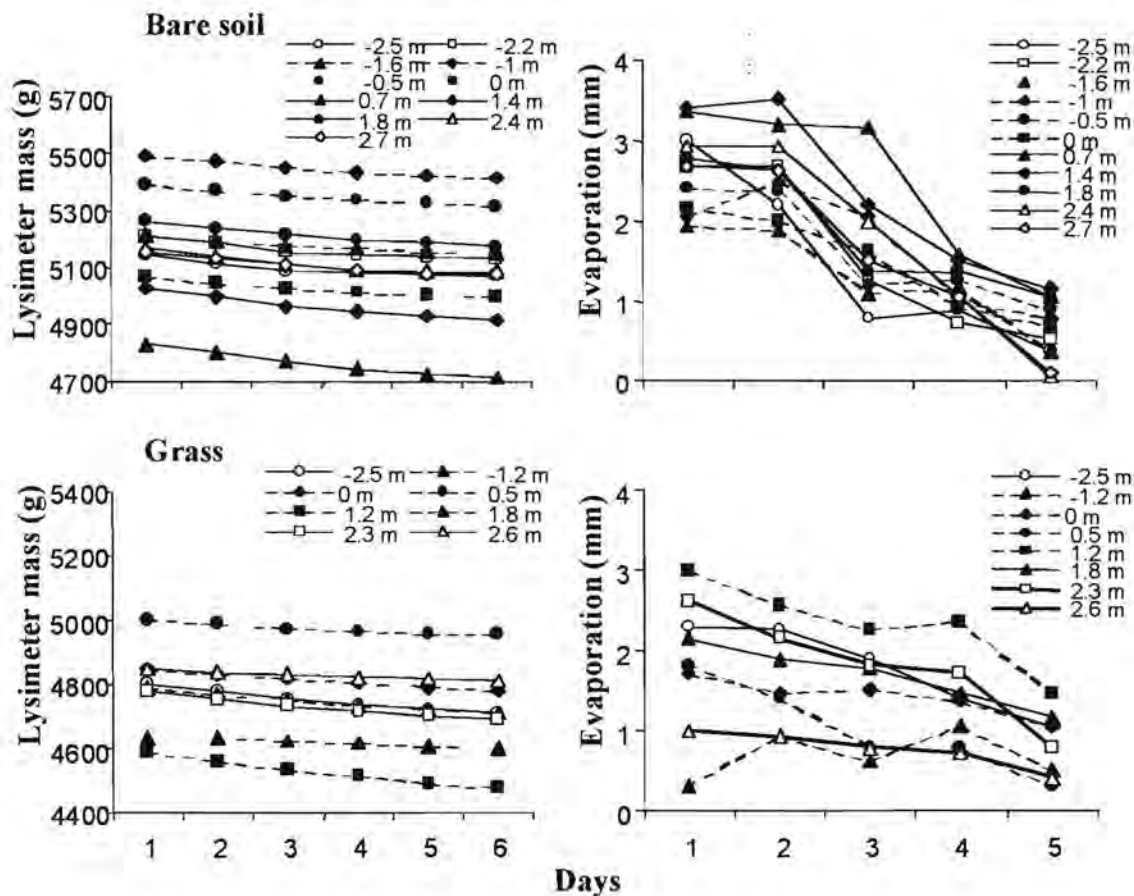 Bare soil
-2.5 m
-2.2 m
-1.6 m
-1 m
-0.5 m
0 m
0.7 m
1.4 m
1.8 m
2.4 m
2.7 m
Lysimeter mass (g)
5700
5500
5300
5100
4900
4700
-2.5 m
-2.2 m
-1.6 m
-1 m
-0.5 m
0 m
0.7 m
1.4 m
1.8 m
2.4 m
2.7 m
Evaporation (mm)
4
3
2
1
0
Grass
-2.5 m
-1.2 m
0 m
0.5 m
1.2 m
1.8 m
2.3 m
2.6 m
Lysimeter mass (g)
5400
5200
5000
4800
4600
4400
1 2 3 4 5 6
-2.5 m
-1.2 m
0 m
0.5 m
1.2 m
1.8 m
2.3 m
2.6 m
Evaporation (mm)
4
3
2
1
0
1 2 3 4 5
Days